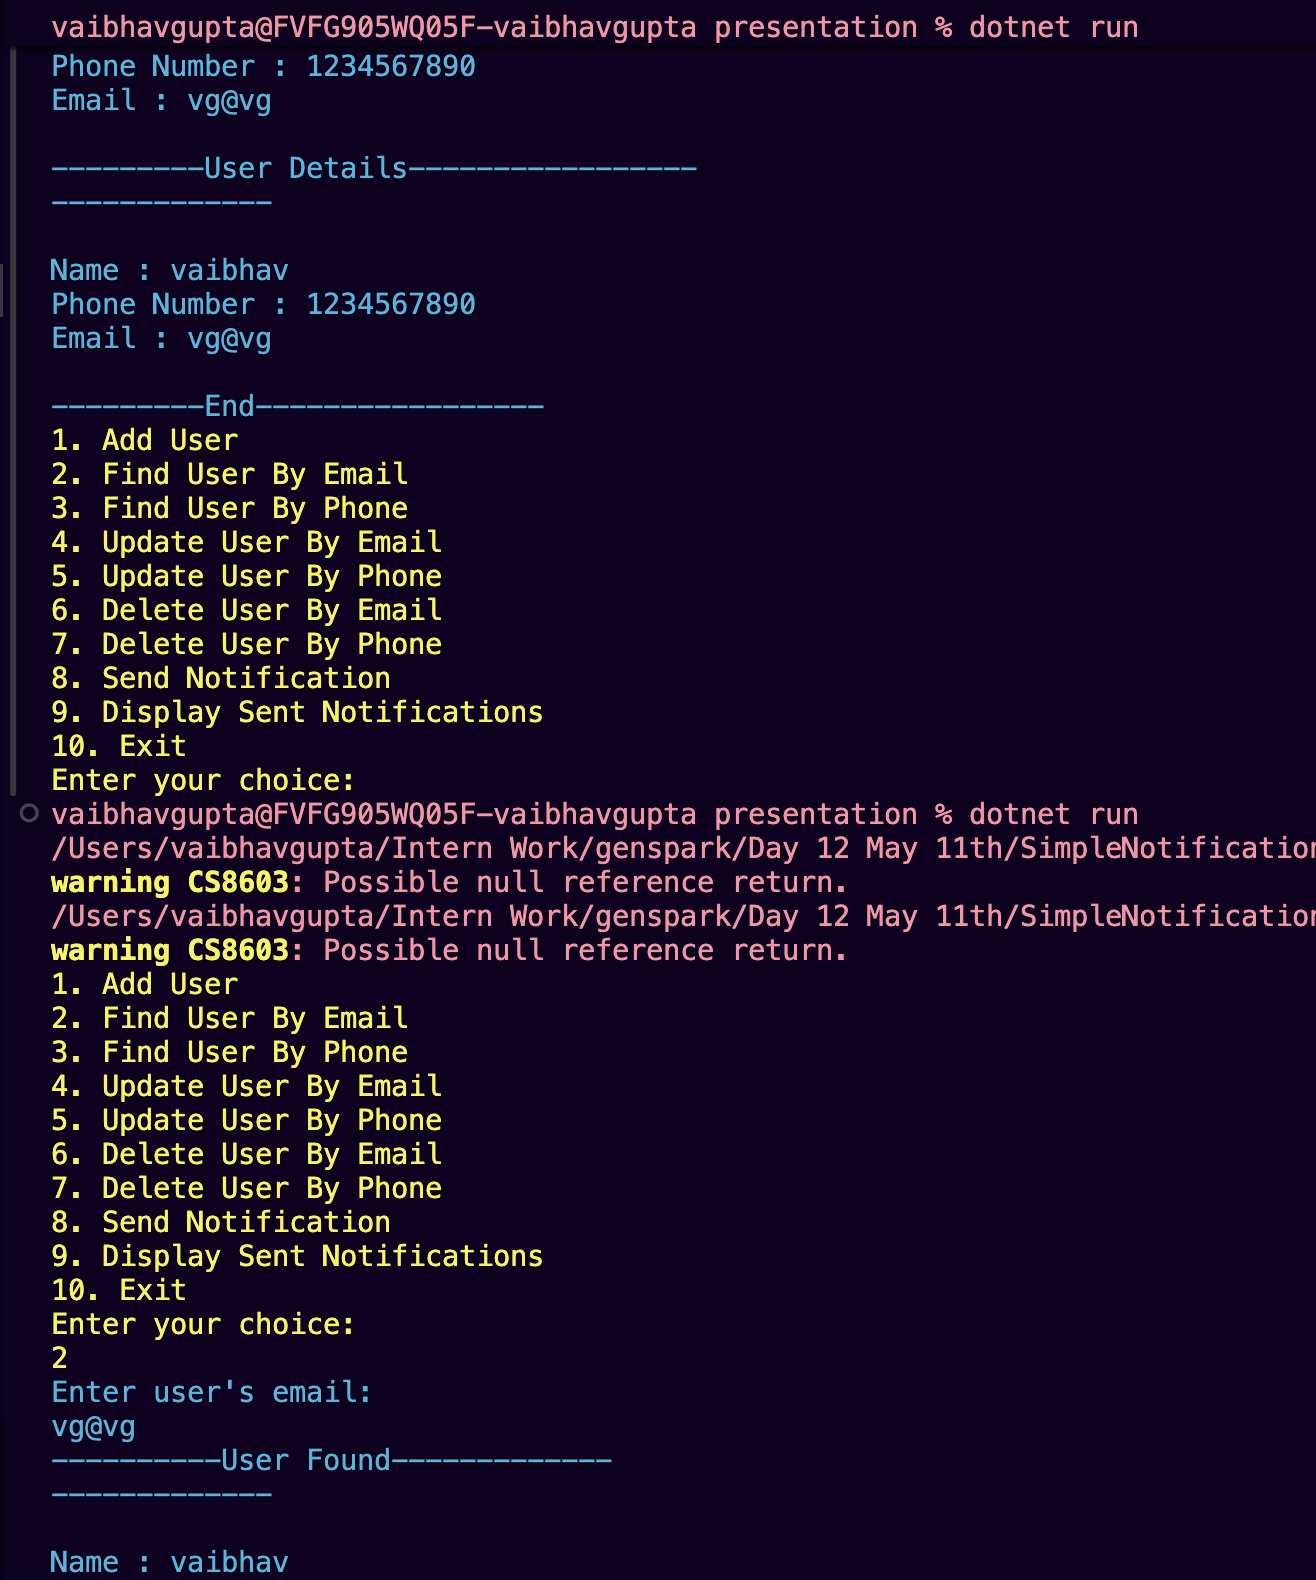 vaibhavgupta@FVFG905WQ05F-vaibhavgupta presentation % dotnet run
Phone Number : 1234567890
Email : vg@vg
---------User Details-----------------
-------------
Name : vaibhav
Phone Number : 1234567890
Email : vg@vg
---------End-----------------
1. Add User
2. Find User By Email
3. Find User By Phone
4. Update User By Email
5. Update User By Phone
6. Delete User By Email
7. Delete User By Phone
8. Send Notification
9. Display Sent Notifications
10. Exit
Enter your choice:
vaibhavgupta@FVFG905WQ05F-vaibhavgupta presentation % dotnet run
/Users/vaibhavgupta/Intern Work/genspark/Day 12 May 11th/SimpleNotification
warning CS8603: Possible null reference return.
/Users/vaibhavgupta/Intern Work/genspark/Day 12 May 11th/SimpleNotification
warning CS8603: Possible null reference return.
1. Add User
2. Find User By Email
3. Find User By Phone
4. Update User By Email
5. Update User By Phone
6. Delete User By Email
7. Delete User By Phone
8. Send Notification
9. Display Sent Notifications
10. Exit
Enter your choice:
2
Enter user's email:
vg@vg
----------User Found-------------
-------------
Name : vaibhav